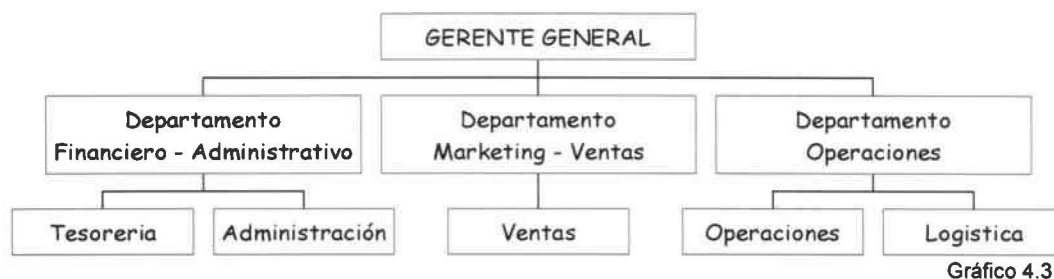 GERENTE GENERAL
Departamento
Financiero - Administrativo
Departamento
Marketing - Ventas
Departamento
Operaciones
Tesoreria
Administración
Ventas
Operaciones
Logistica
Gráfico 4.3